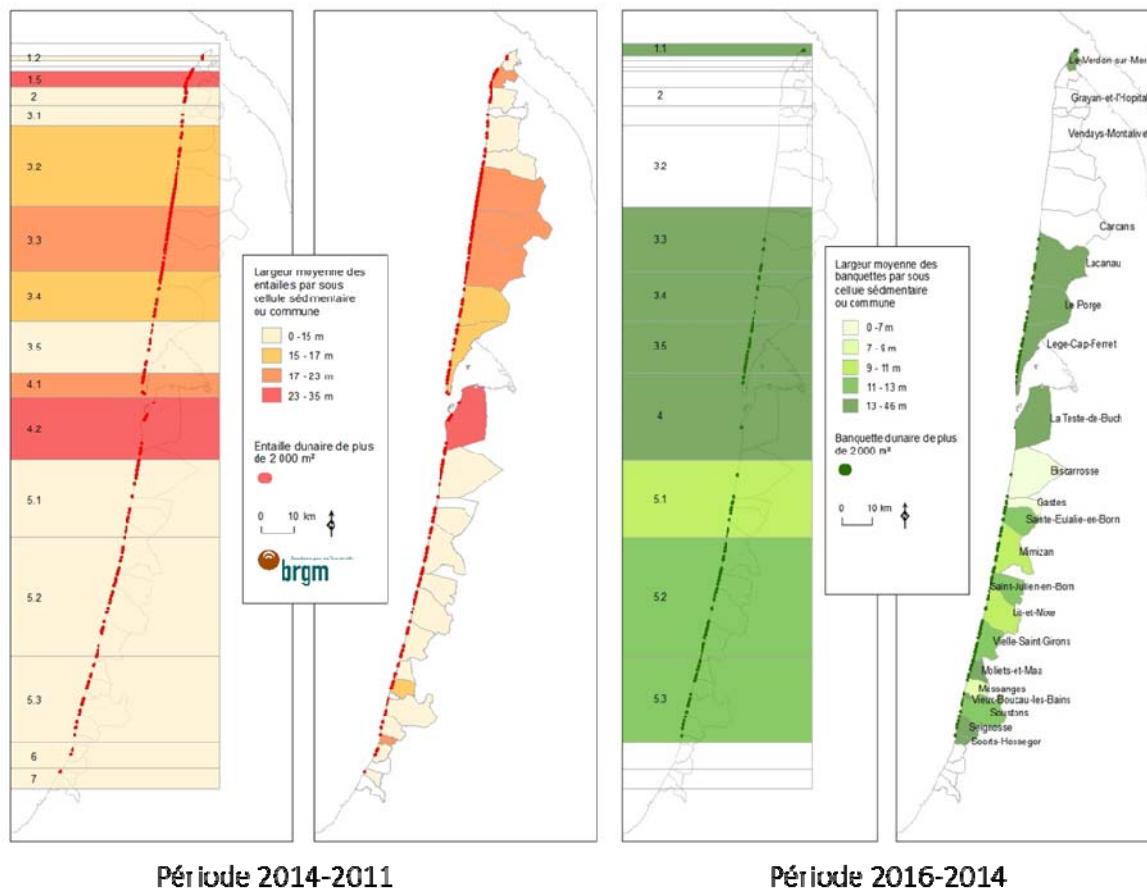 1.2
1.5
2
3.1
3.2
3.3
3.4
3.5
4.1
4.2
5.1
5.2
5.3
6
7
Largeur moyenne des
entailles par sous
cellule sédimentaire
ou commune
0 - 15 m
15 - 17 m
17 - 23 m
23 - 35 m
Entaille dunaire de plus
de 2 000 m²
0 10 km
brgm
1.1
2
3.2
3.3
3.4
3.5
4
5.1
5.2
5.3
Largeur moyenne des
banquettes par sous
cellue sédimentaire
ou commune
0 -7 m
9 - 11 m
11 - 13 m
13 - 46 m
Banquette dunaire de plus
de 2 000 m²
0 10 km
Le Verdon-sur-Mer
Grayan-et-l'Hopital
Vendays-Montalivet
Carcans
Lacanau
Le Porge
Lege-Cap-Ferret
La Teste-de-Buch
Biscarrosse
Gastes
Sainte-Eulalie-en-Born
Mimizan
Saint-Julien-en-Born
Lit-et-Mixe
Vielle-Saint-Girons
Moliets-et-Maa
Messanges
Vieux-Boucau-les-Bains
Soustons
Seignosse
Soorts-Hossegor
Période 2014-2011
Période 2016-2014